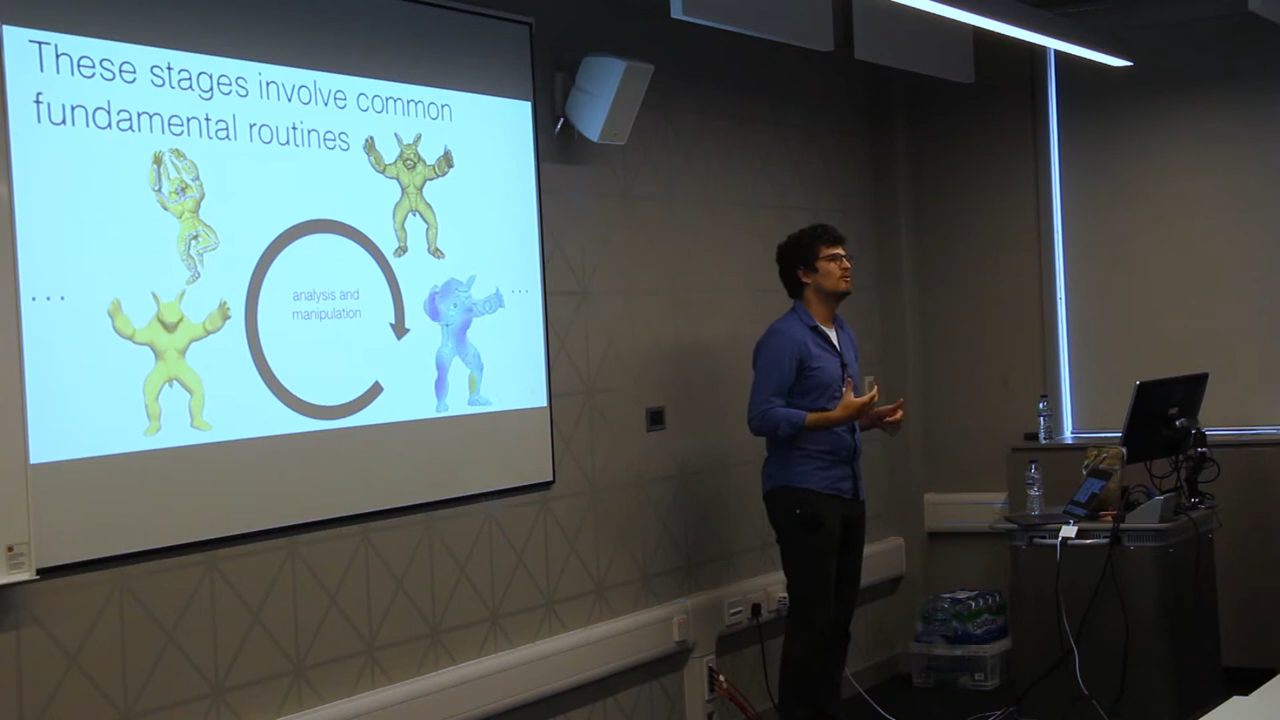 These stages involve common
fundamental routines
. . .
analysis and
manipulation
. . .